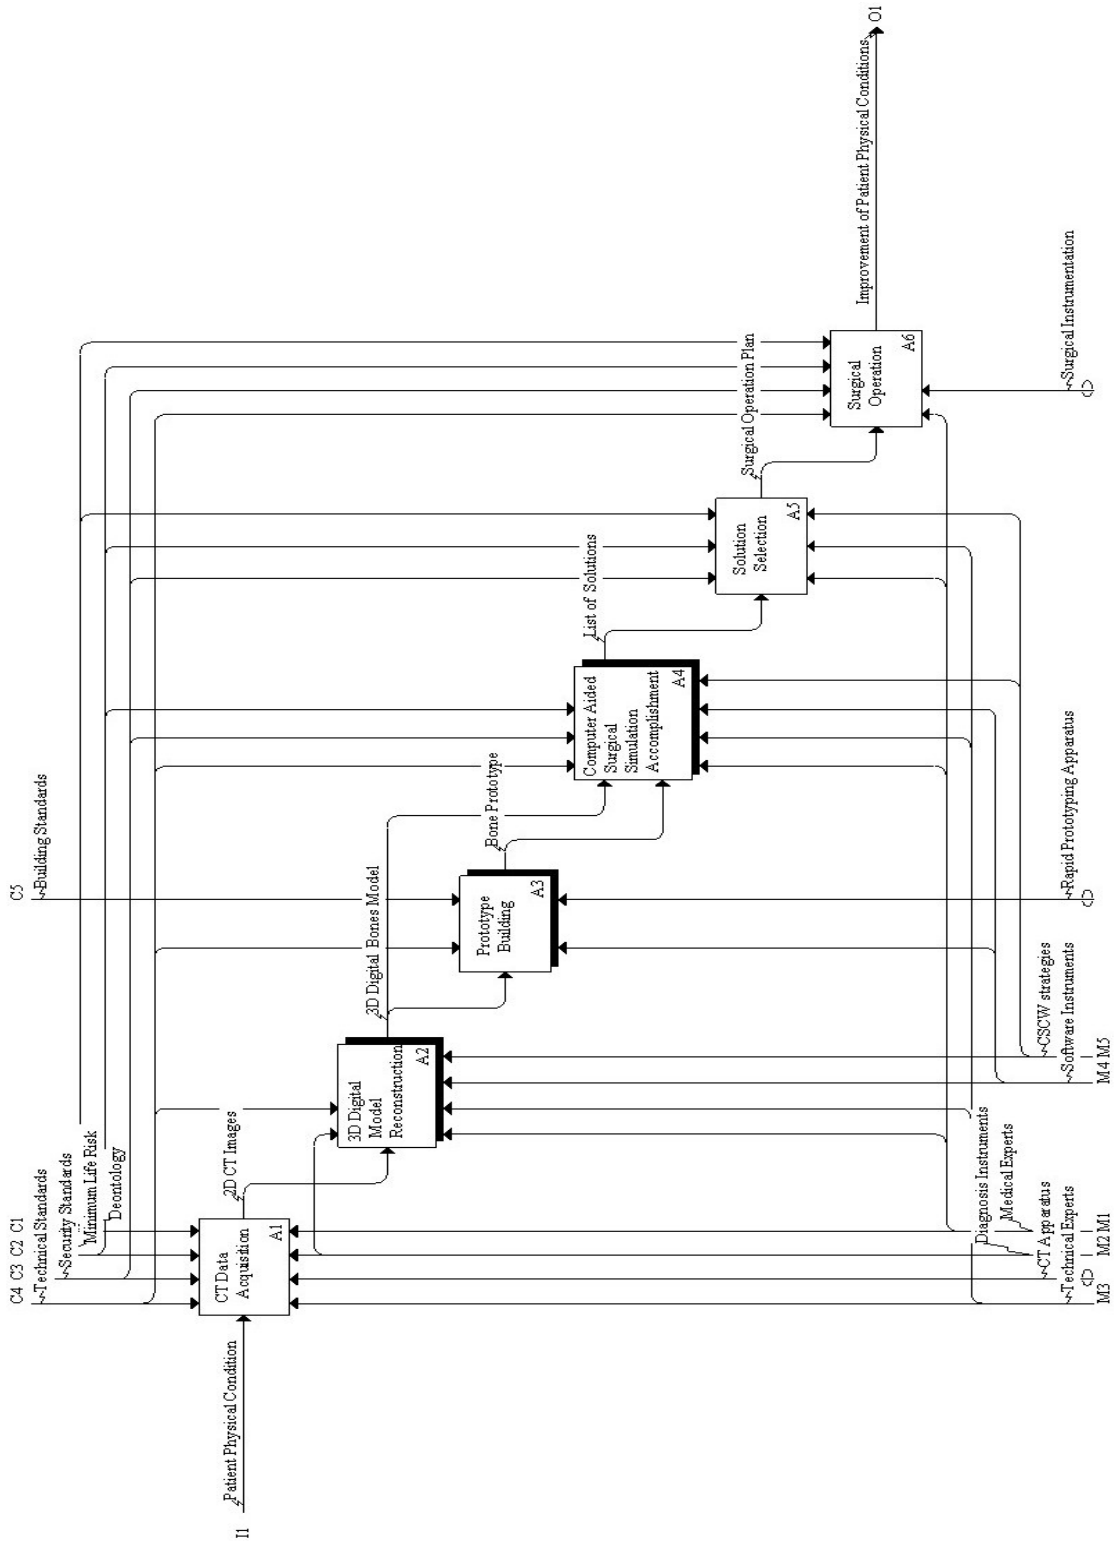 C4 C3 C2 C1
C5
Technical Standards
Security Standards
Minimum Life Risk
Deontology
Building Standards
I1
Patient Physical Condition
CT Data
Acquisition
A1
2D CT Images
3D Digital
Model
Reconstruction
A2
3D Digital Bones Model
Prototype
Building
A3
Bone Prototype
Computer Aided
Surgical
Simulation
Accomplishment
A4
List of Solutions
Solution
Selection
A5
Surgical Operation Plan
Surgical
Operation
A6
Improvement of Patient Physical Conditions
O1
Diagnosis Instruments
Medical Experts
CT Apparatus
Technical Experts
CSCW strategies
Software Instruments
Rapid Prototyping Apparatus
Surgical Instrumentation
M3
M2 M1
M4 M5